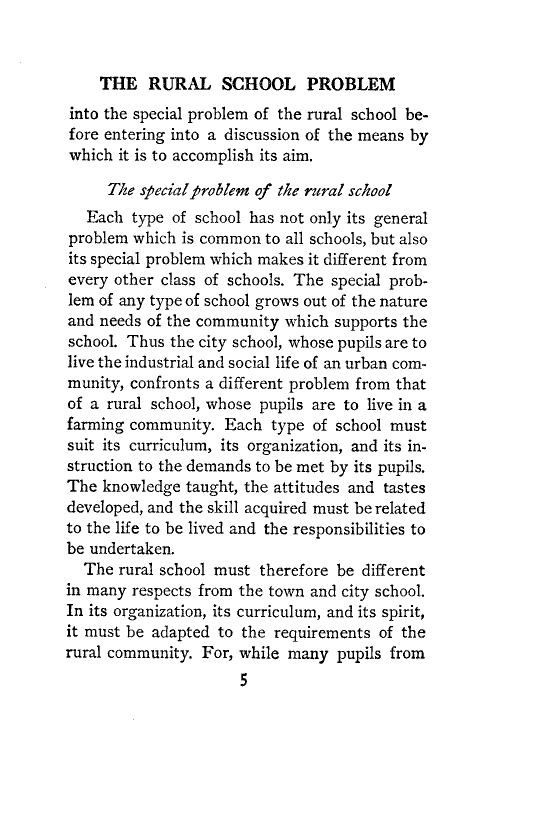 THE RURAL SCHOOL PROBLEM
into the special problem of the rural school be-
fore entering into a discussion of the means by
which it is to accomplish its aim.
The special problem of the rural school
Each type of school has not only its general
problem which is common to all schools, but also
its special problem which makes it different from
every other class of schools. The special prob-
lem of any type of school grows out of the nature
and needs of the community which supports the
school. Thus the city school, whose pupils are to
live the industrial and social life of an urban com-
munity, confronts a different problem from that
of a rural school, whose pupils are to live in a
farming community. Each type of school must
suit its curriculum, its organization, and its in-
struction to the demands to be met by its pupils.
The knowledge taught, the attitudes and tastes
developed, and the skill acquired must be related
to the life to be lived and the responsibilities to
be undertaken.
The rural school must therefore be different
in many respects from the town and city school.
In its organization, its curriculum, and its spirit,
it must be adapted to the requirements of the
rural community. For, while many pupils from
5